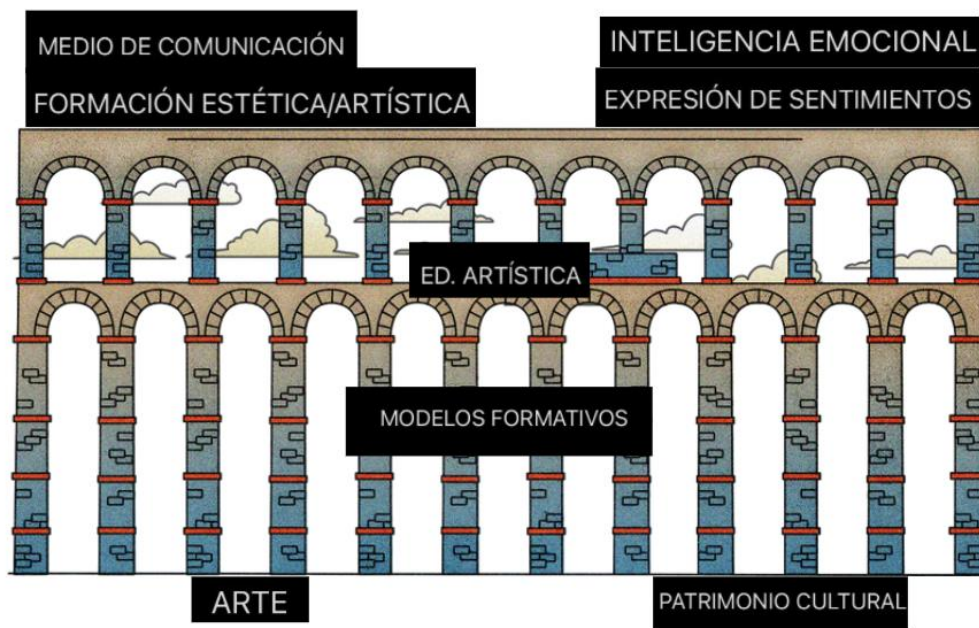 MEDIO DE COMUNICACIÓN
INTELIGENCIA EMOCIONAL
FORMACIÓN ESTÉTICA/ARTÍSTICA
EXPRESIÓN DE SENTIMIENTOS
ED. ARTÍSTICA
MODELOS FORMATIVOS
ARTE
PATRIMONIO CULTURAL